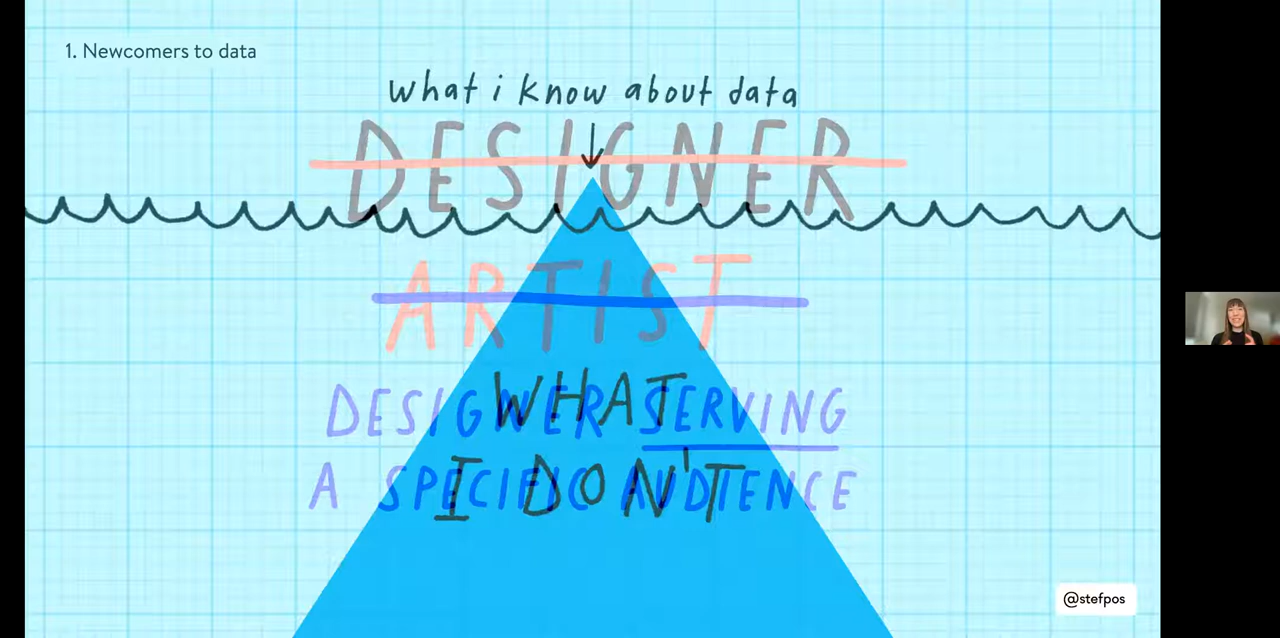 1. Newcomers to data
what i know about data
DESIGNER
ARTIST
WHAT
DESIGNER SERVING
I DON'T
A SPECIFIC AUDIENCE
@stefpos